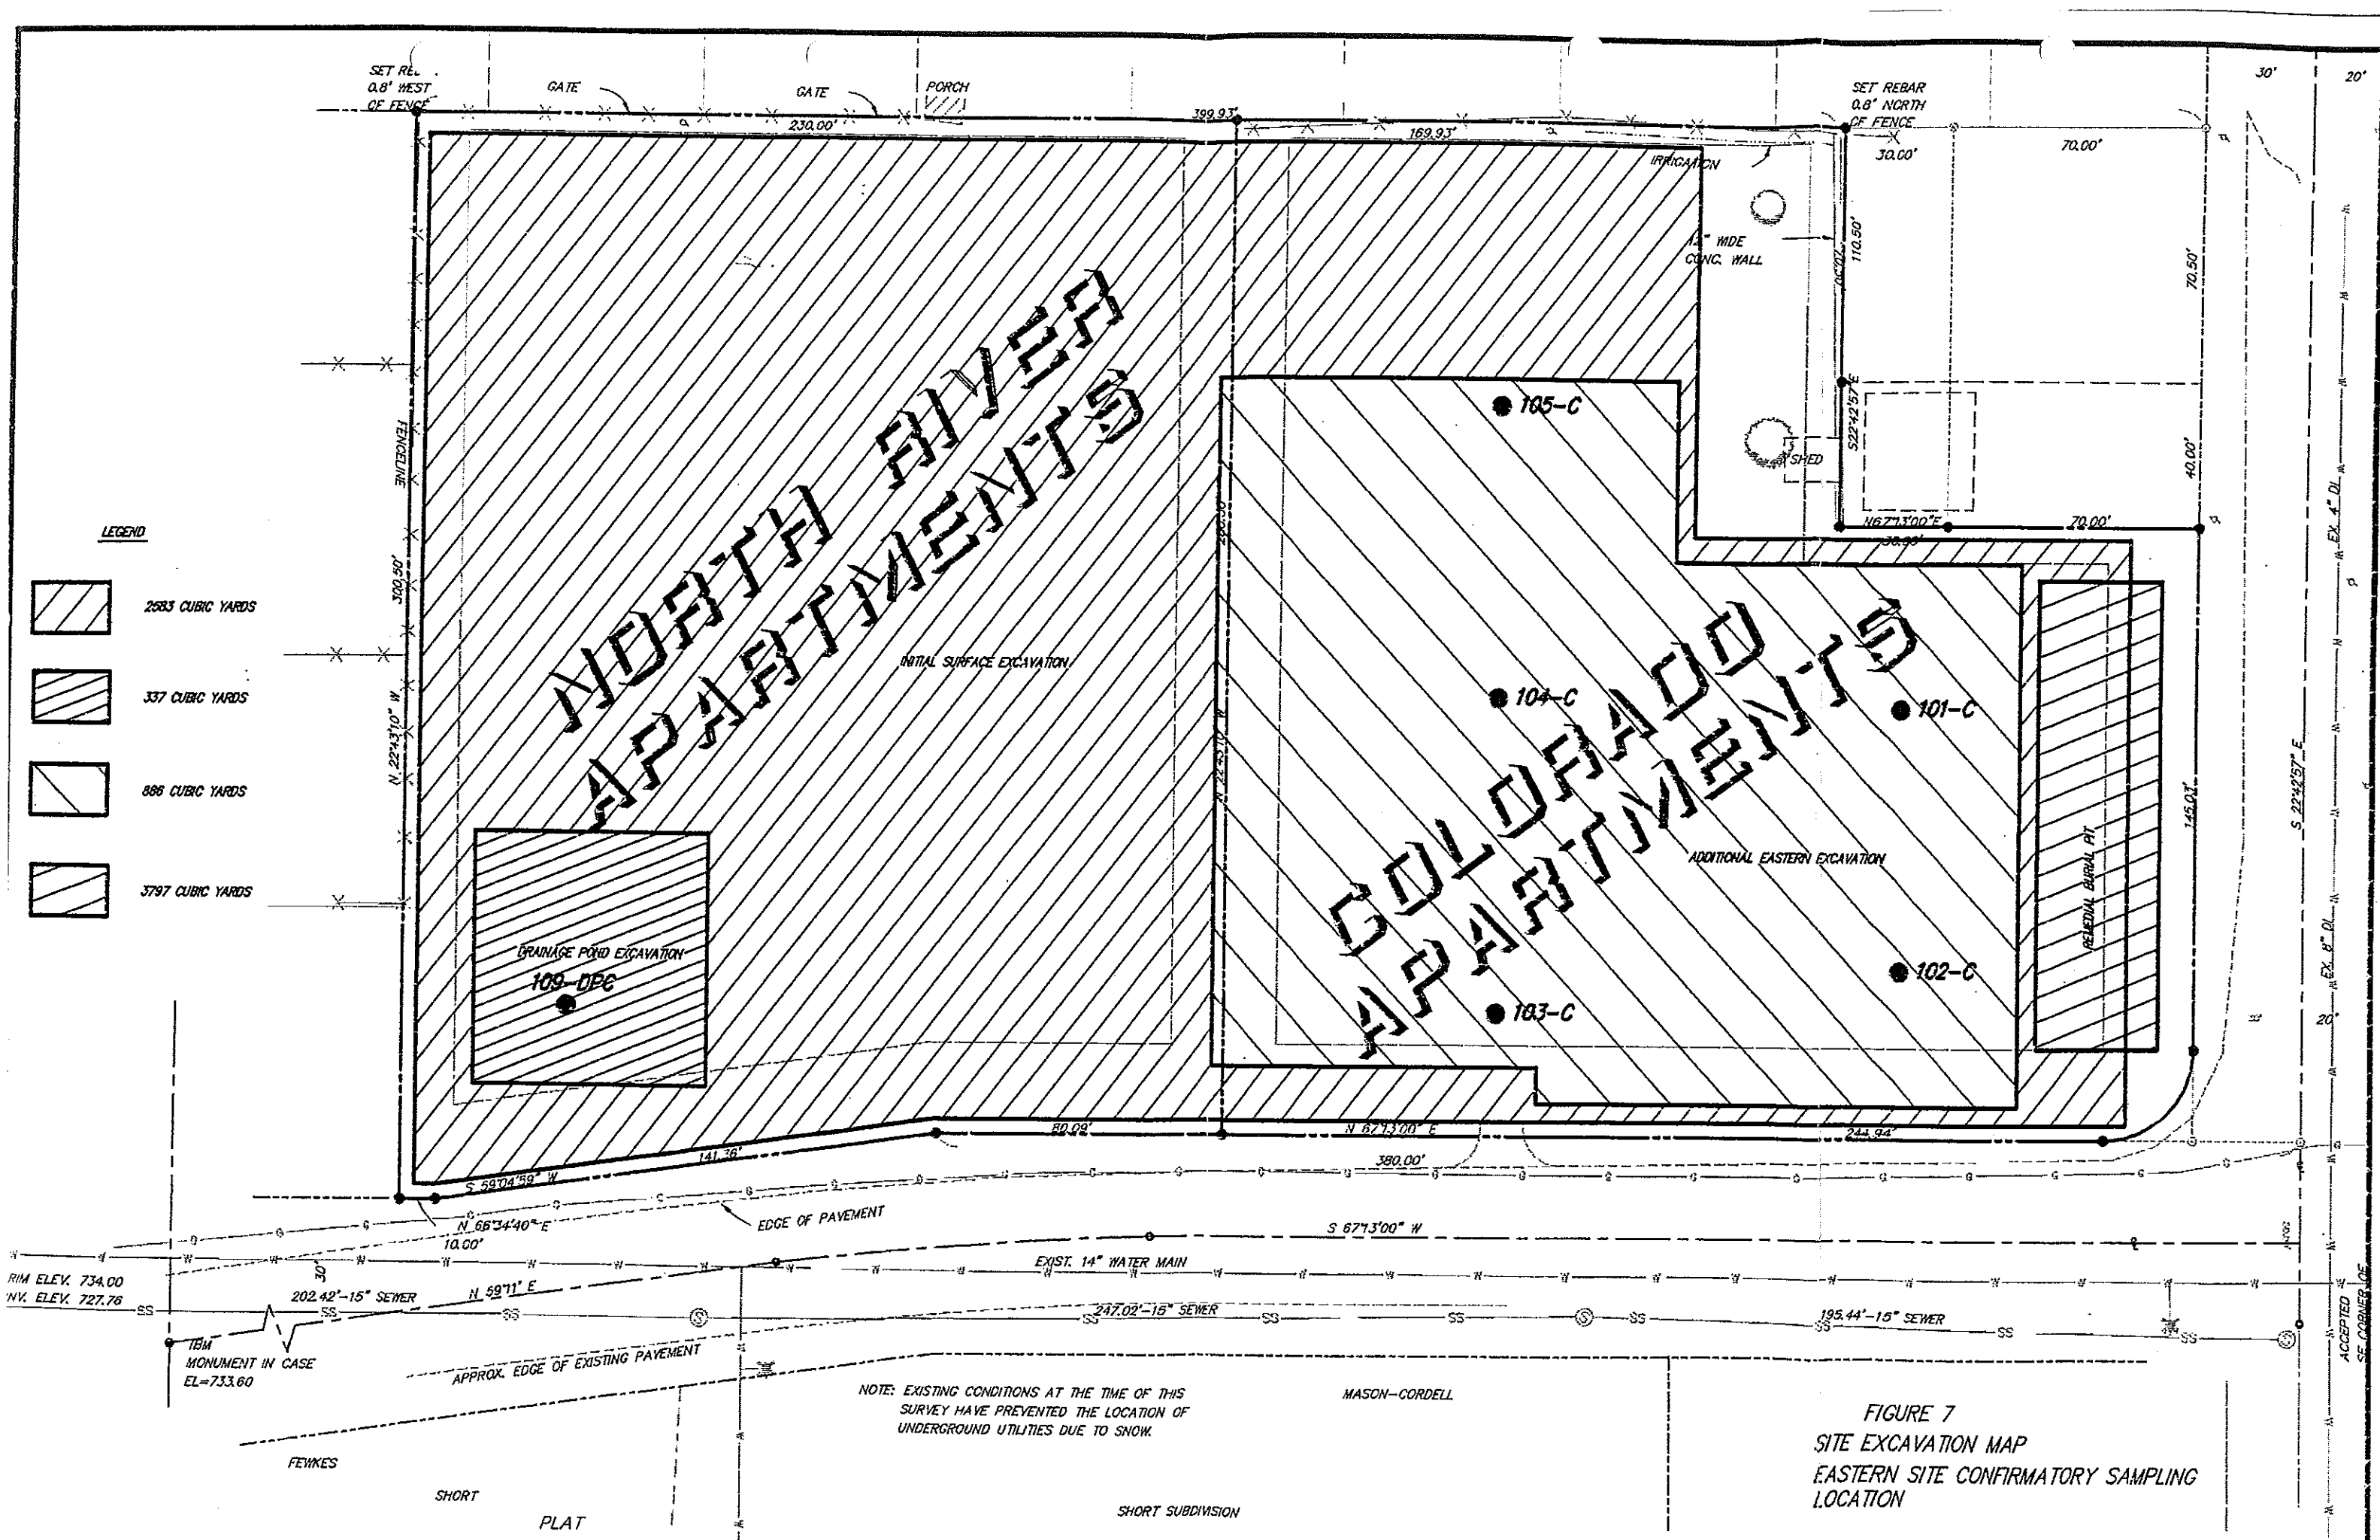 SET RE
0.8' WEST
OF FENCE
GATE
GATE
PORCH
230.00'
399.93'
169.93'
SET REBAR
0.8' NORTH
OF FENCE
30.00'
70.00'
30'
20'
IRRIGATION
12" WIDE
CONC. WALL
110.50'
70.50'
S22°42'57"E
SHED
40.00'
N67°13'00"E
70.00'
EX. 4" DI
FENCELINE
300.50'
N 22°43'10" W
NORTH RIVER
APARTMENTS
INITIAL SURFACE EXCAVATION
LEGEND
2583 CUBIC YARDS
337 CUBIC YARDS
886 CUBIC YARDS
3797 CUBIC YARDS
105-C
104-C
101-C
102-C
103-C
N 22°43'10" W
COLORADO
APARTMENTS
ADDITIONAL EASTERN EXCAVATION
REMEDIAL BURIAL PIT
145.03'
S 22°42'57" E
EX. 8" DI
20'
DRAINAGE POND EXCAVATION
109-DPC
80.09'
N 67°13'00" E
244.94'
141.36'
S 59°04'59" W
380.00'
N 66°34'40" E
10.00'
EDGE OF PAVEMENT
S 67°13'00" W
EXIST. 14" WATER MAIN
RIM ELEV. 734.00
NV. ELEV. 727.76
30'
202.42'-15" SEWER
N 59°11' E
247.02'-15" SEWER
195.44'-15" SEWER
TBM
MONUMENT IN CASE
EL=733.60
APPROX. EDGE OF EXISTING PAVEMENT
NOTE: EXISTING CONDITIONS AT THE TIME OF THIS
SURVEY HAVE PREVENTED THE LOCATION OF
UNDERGROUND UTILITIES DUE TO SNOW.
MASON-CORDELL
ACCEPTED
SE CORNER OF
FEWKES
SHORT
PLAT
SHORT SUBDIVISION
FIGURE 7
SITE EXCAVATION MAP
EASTERN SITE CONFIRMATORY SAMPLING
LOCATION